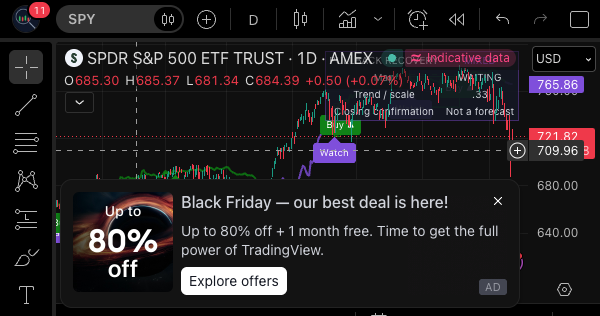 11
SPY
D
SPDR S&P 500 ETF TRUST · 1D · AMEX
Indicative data
USD
WAITING
O685.30 H685.37 L681.34 C684.39 +0.50 (+0.07%)
765.86
Trend / scale .33
Closing confirmation Not a forecast
Buy
721.82
Watch
709.96
680.00
640.00
Up to
80%
off
Black Friday — our best deal is here!
Up to 80% off + 1 month free. Time to get the full
power of TradingView.
Explore offers
AD